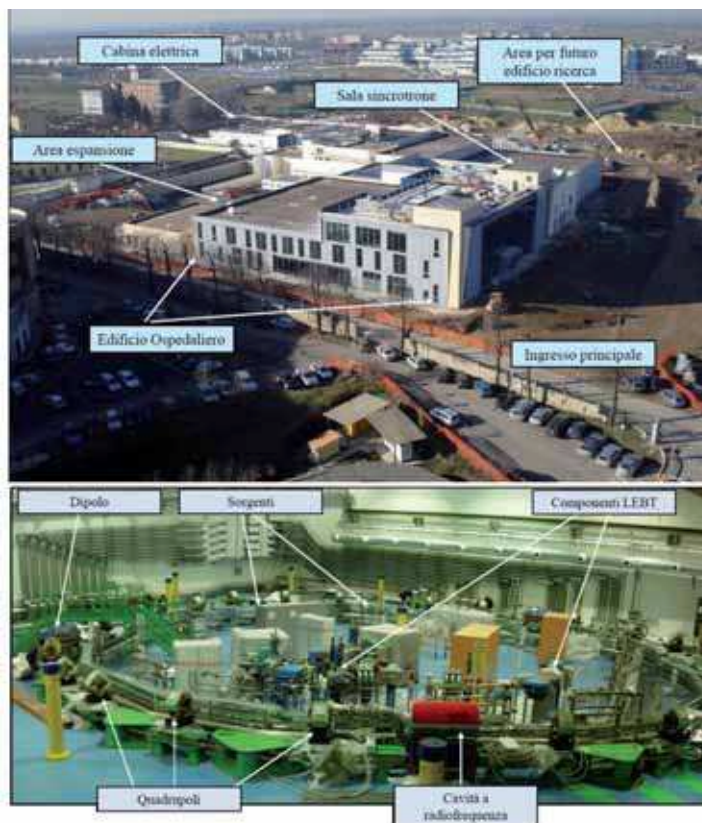 Cabina elettrica
Area per futuro
edificio ricerca
Sala sincrotrone
Area espansione
Edificio Ospedaliero
Ingresso principale
Dipolo
Sorgenti
Componenti LEBT
Quadrupoli
Cavità a
radiofrequenza